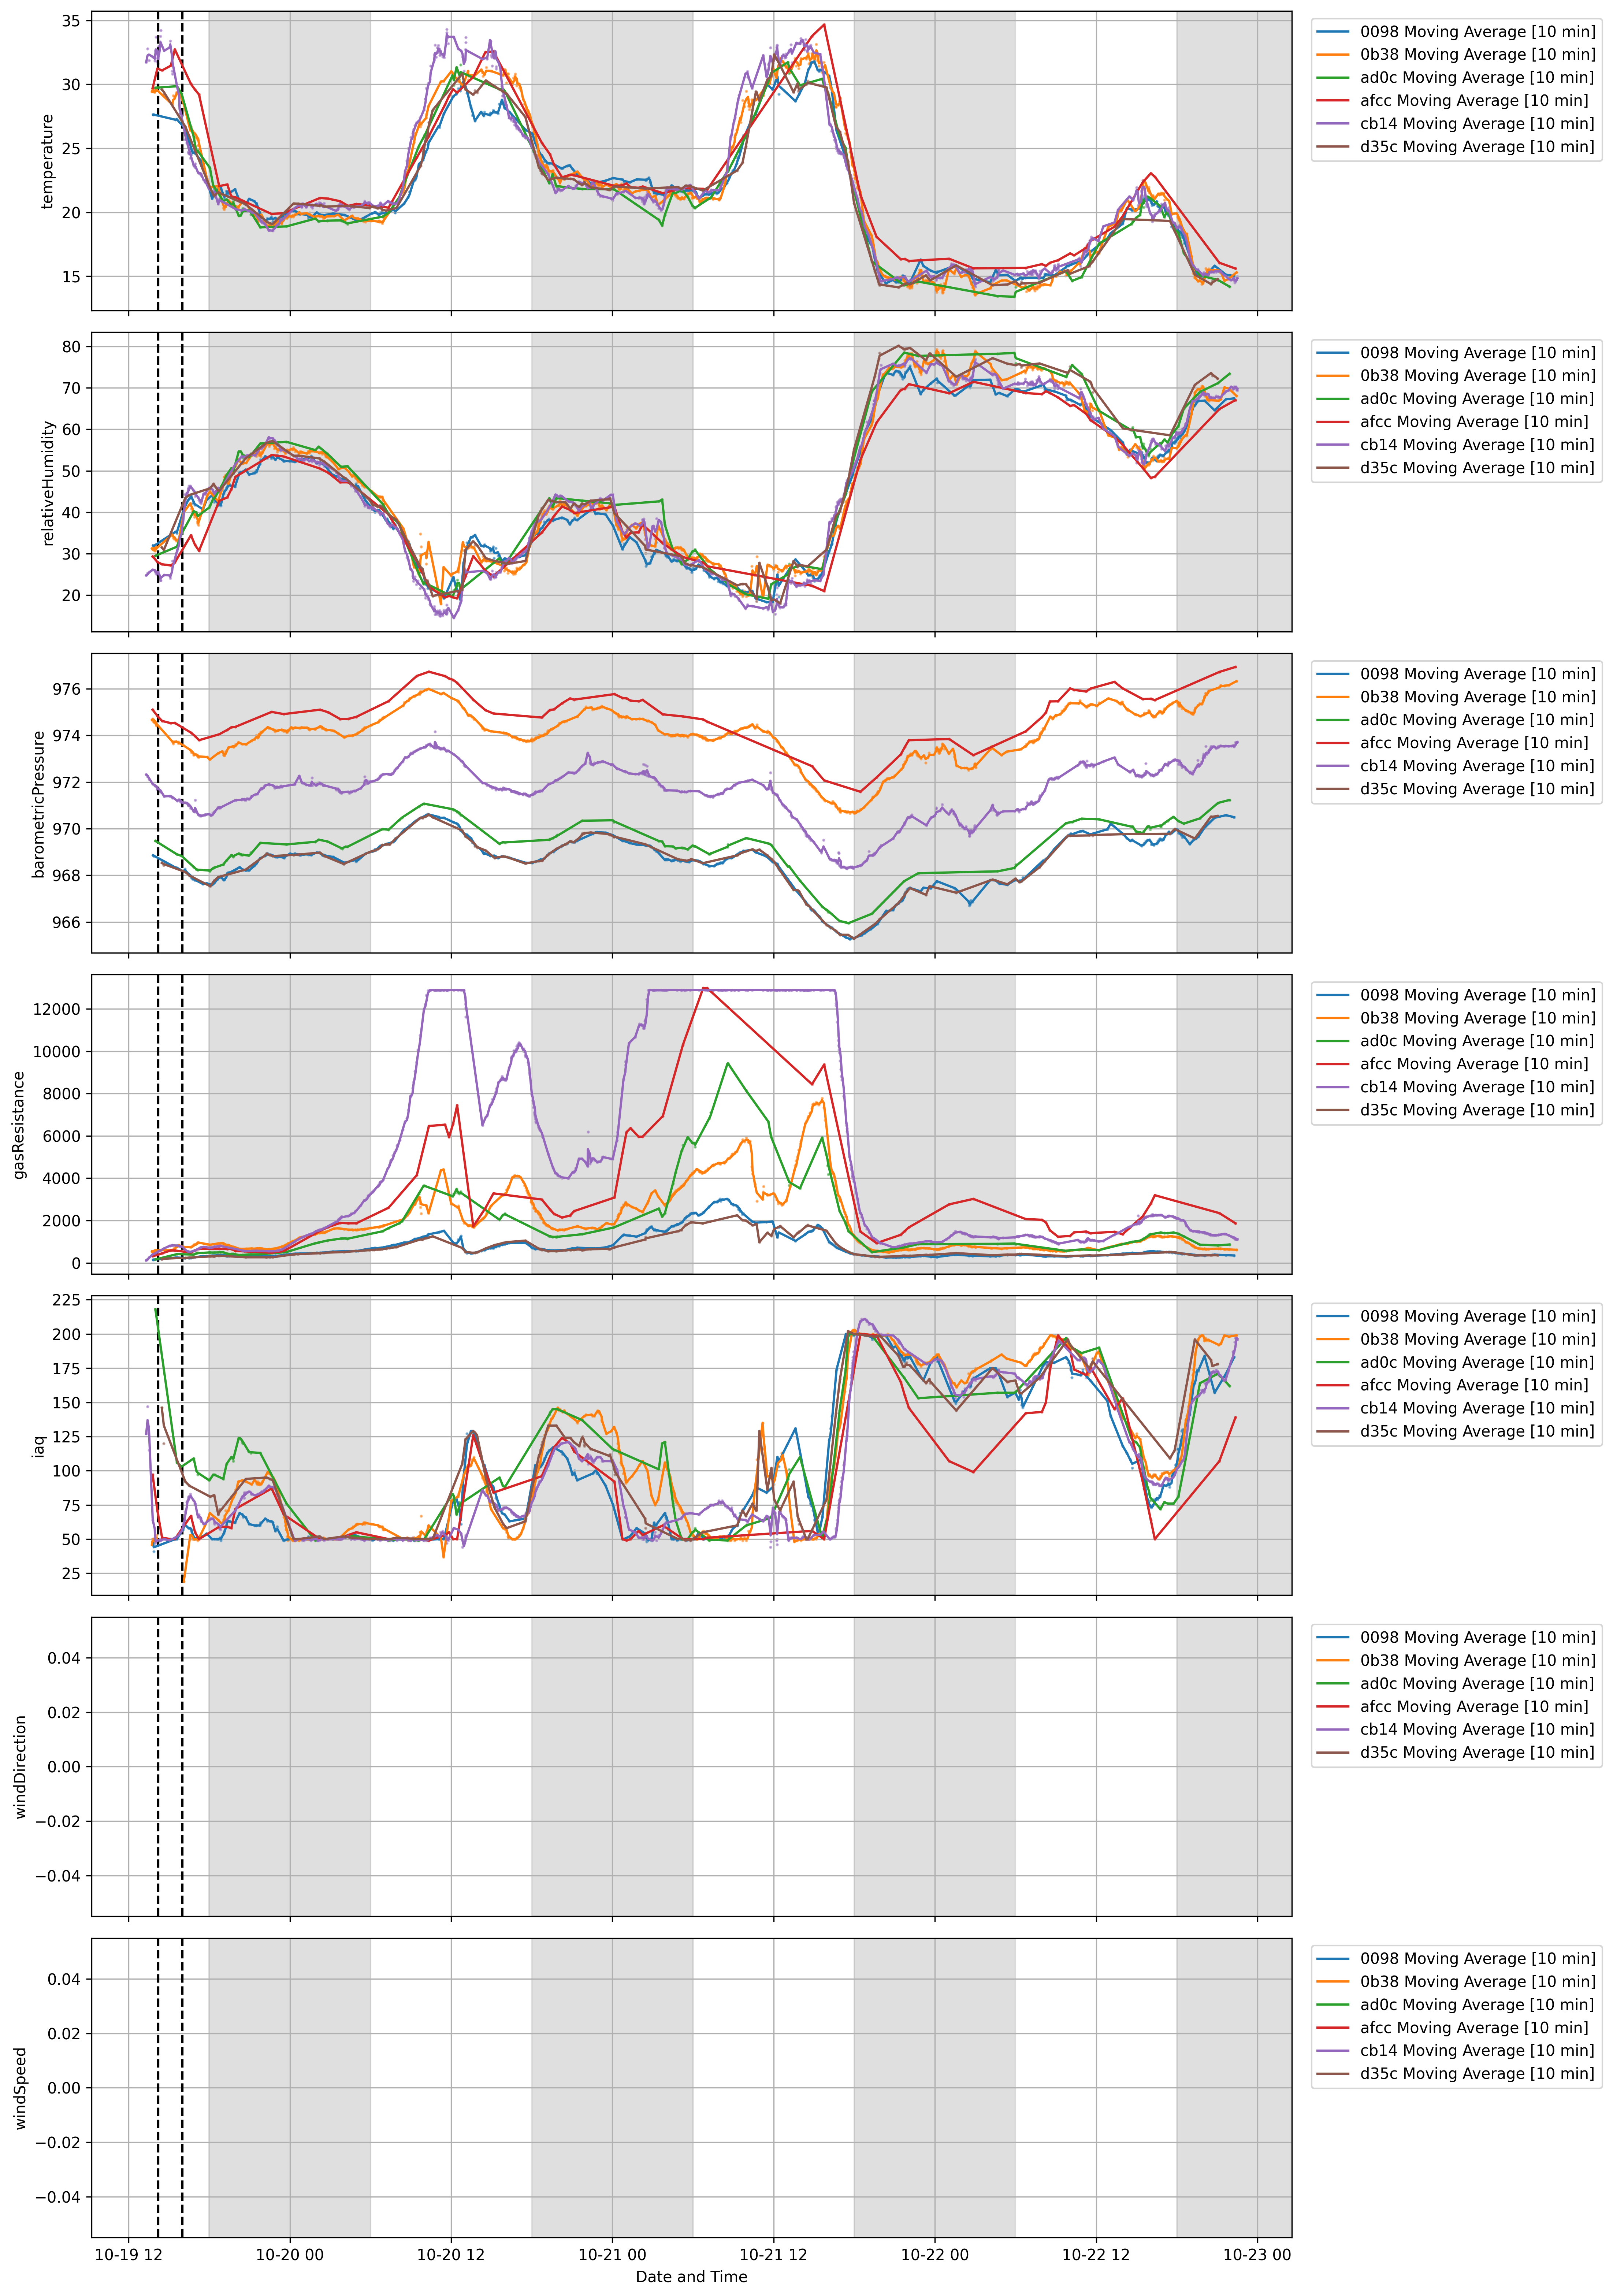 35
30
25
20
15
temperature
0098 Moving Average [10 min]
0b38 Moving Average [10 min]
ad0c Moving Average [10 min]
afcc Moving Average [10 min]
cb14 Moving Average [10 min]
d35c Moving Average [10 min]
80
70
60
50
40
30
20
relativeHumidity
0098 Moving Average [10 min]
0b38 Moving Average [10 min]
ad0c Moving Average [10 min]
afcc Moving Average [10 min]
cb14 Moving Average [10 min]
d35c Moving Average [10 min]
976
974
972
970
968
966
barometricPressure
0098 Moving Average [10 min]
0b38 Moving Average [10 min]
ad0c Moving Average [10 min]
afcc Moving Average [10 min]
cb14 Moving Average [10 min]
d35c Moving Average [10 min]
12000
10000
8000
6000
4000
2000
0
gasResistance
0098 Moving Average [10 min]
0b38 Moving Average [10 min]
ad0c Moving Average [10 min]
afcc Moving Average [10 min]
cb14 Moving Average [10 min]
d35c Moving Average [10 min]
225
200
175
150
125
100
75
50
25
iaq
0098 Moving Average [10 min]
0b38 Moving Average [10 min]
ad0c Moving Average [10 min]
afcc Moving Average [10 min]
cb14 Moving Average [10 min]
d35c Moving Average [10 min]
0.04
0.02
0.00
−0.02
−0.04
windDirection
0098 Moving Average [10 min]
0b38 Moving Average [10 min]
ad0c Moving Average [10 min]
afcc Moving Average [10 min]
cb14 Moving Average [10 min]
d35c Moving Average [10 min]
0.04
0.02
0.00
−0.02
−0.04
windSpeed
0098 Moving Average [10 min]
0b38 Moving Average [10 min]
ad0c Moving Average [10 min]
afcc Moving Average [10 min]
cb14 Moving Average [10 min]
d35c Moving Average [10 min]
10-19 12
10-20 00
10-20 12
10-21 00
10-21 12
10-22 00
10-22 12
10-23 00
Date and Time